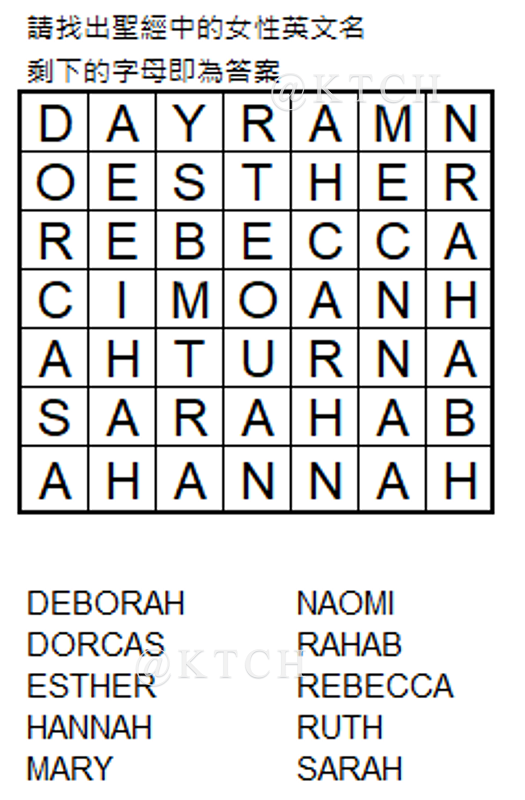 請找出聖經中的女性英文名
剩下的字母即為答案
@KTCH
D A Y R A M N
O E S T H E R
R E B E C C A
C I M O A N H
A H T U R N A
S A R A H A B
A H A N N A H
DEBORAH NAOMI
DORCAS RAHAB
@KTCH
ESTHER REBECCA
HANNAH RUTH
MARY SARAH